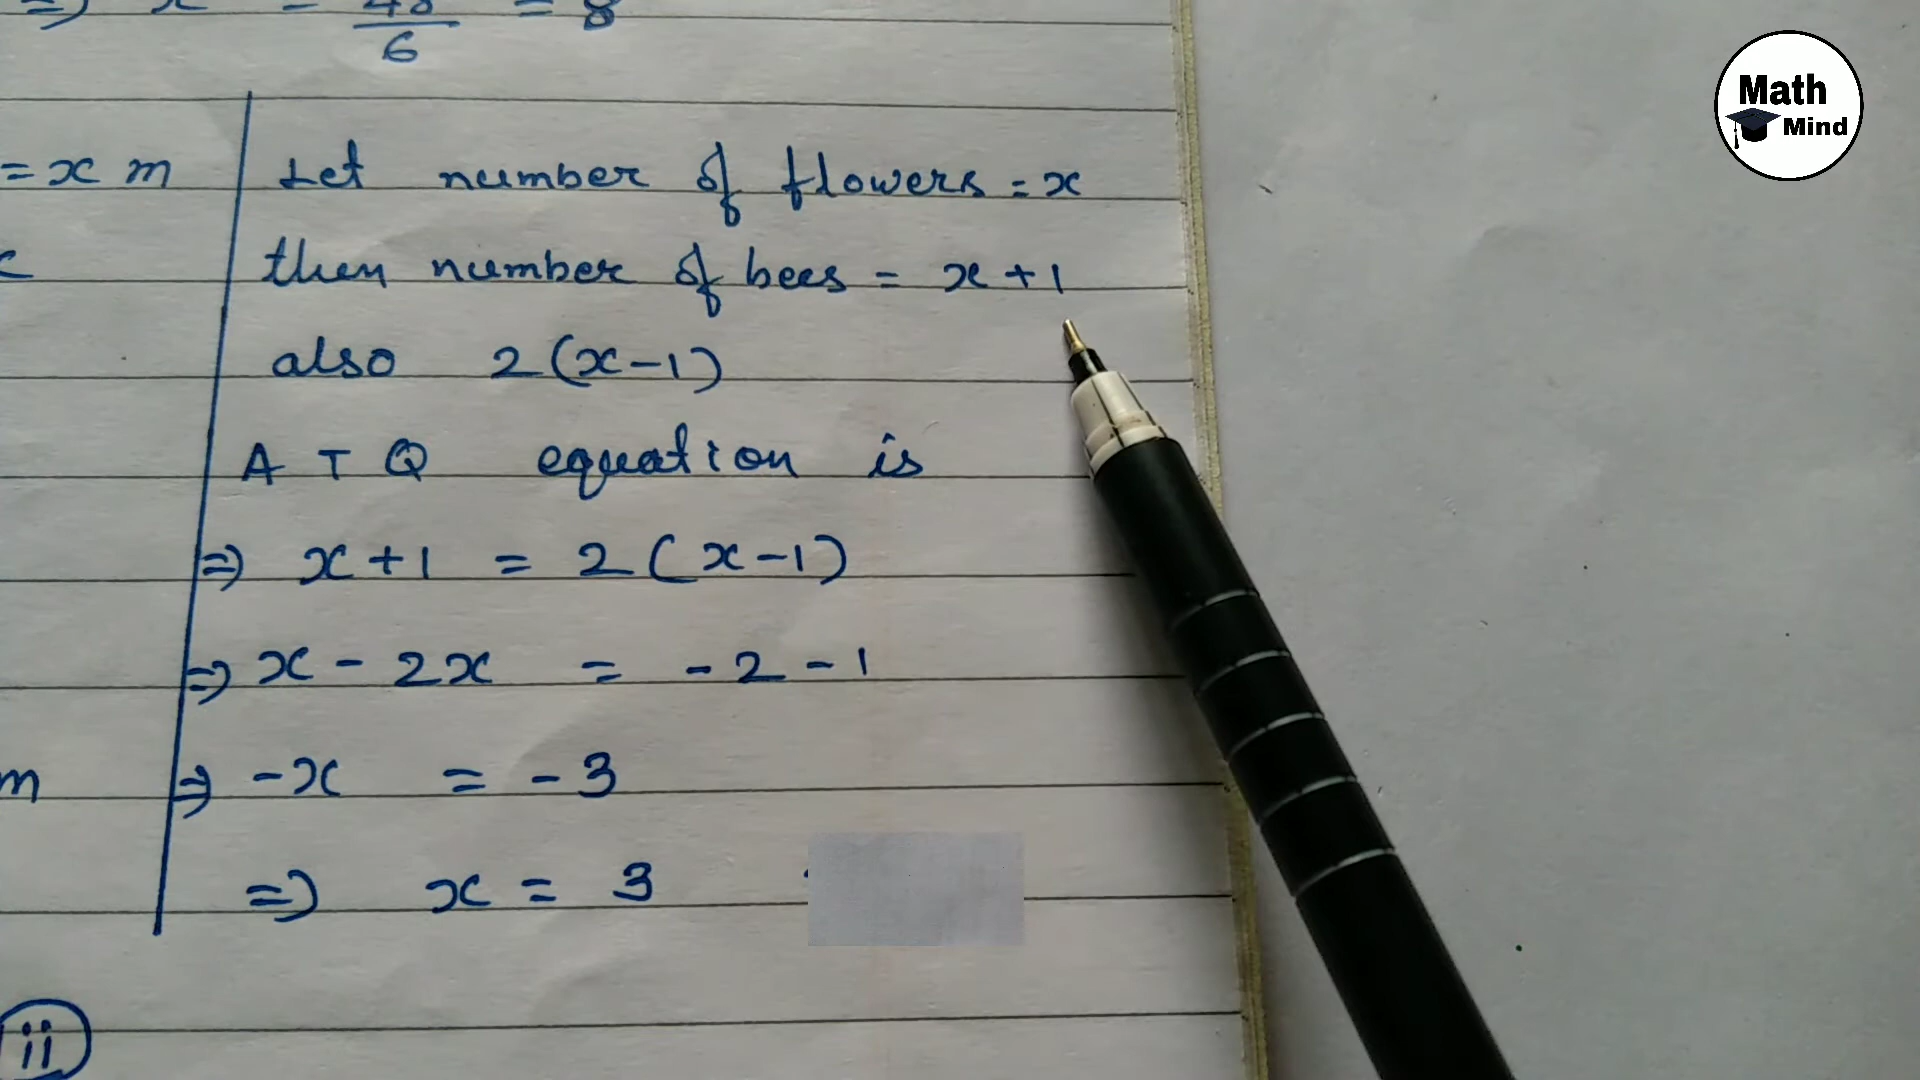 => x = 48/6 = 8
Math
Mind
= x m
Let number of flowers = x
then number of bees = x + 1
also 2(x-1)
A T Q equation is
=> x + 1 = 2(x-1)
=> x - 2x = -2 - 1
m
=> -x = -3
=> x = 3
ii